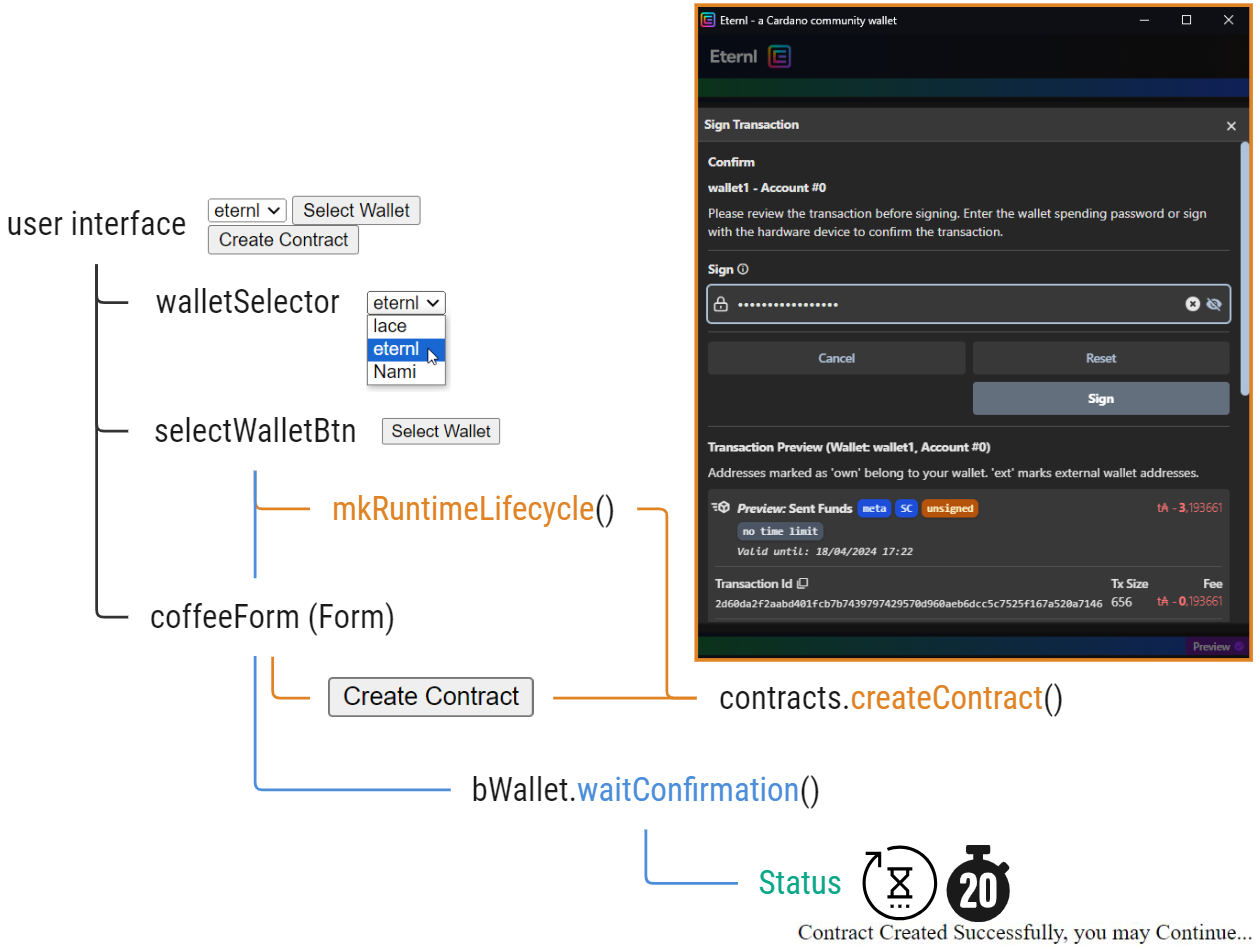 Eternl - a Cardano community wallet
Eternl
Sign Transaction
Confirm
wallet1 - Account #0
Please review the transaction before signing. Enter the wallet spending password or sign
with the hardware device to confirm the transaction.
Sign
•••••••••••••••••
Cancel
Reset
Sign
Transaction Preview (Wallet: wallet1, Account #0)
Addresses marked as 'own' belong to your wallet. 'ext' marks external wallet addresses.
Preview: Sent Funds meta SC unsigned
t₳ - 3,193661
no time limit
Valid until: 18/04/2024 17:22
Transaction Id Tx Size Fee
2d60da2f2aabd401fcb7b7439797429570d960aeb6dcc5c7525f167a520a7146 656 t₳ - 0,193661
Preview
user interface
eternl Select Wallet
Create Contract
walletSelector
eternl
lace
eternl
Nami
selectWalletBtn
Select Wallet
mkRuntimeLifecycle()
coffeeForm (Form)
Create Contract
contracts.createContract()
bWallet.waitConfirmation()
Status
20
Contract Created Successfully, you may Continue...